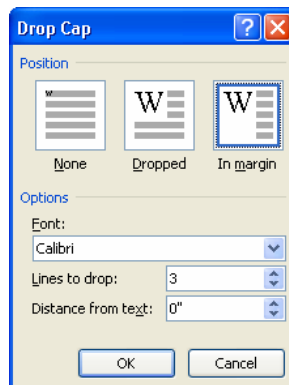 Drop Cap
Position
W W W
None Dropped In margin
Options
Font:
Calibri
Lines to drop: 3
Distance from text: 0"
OK Cancel